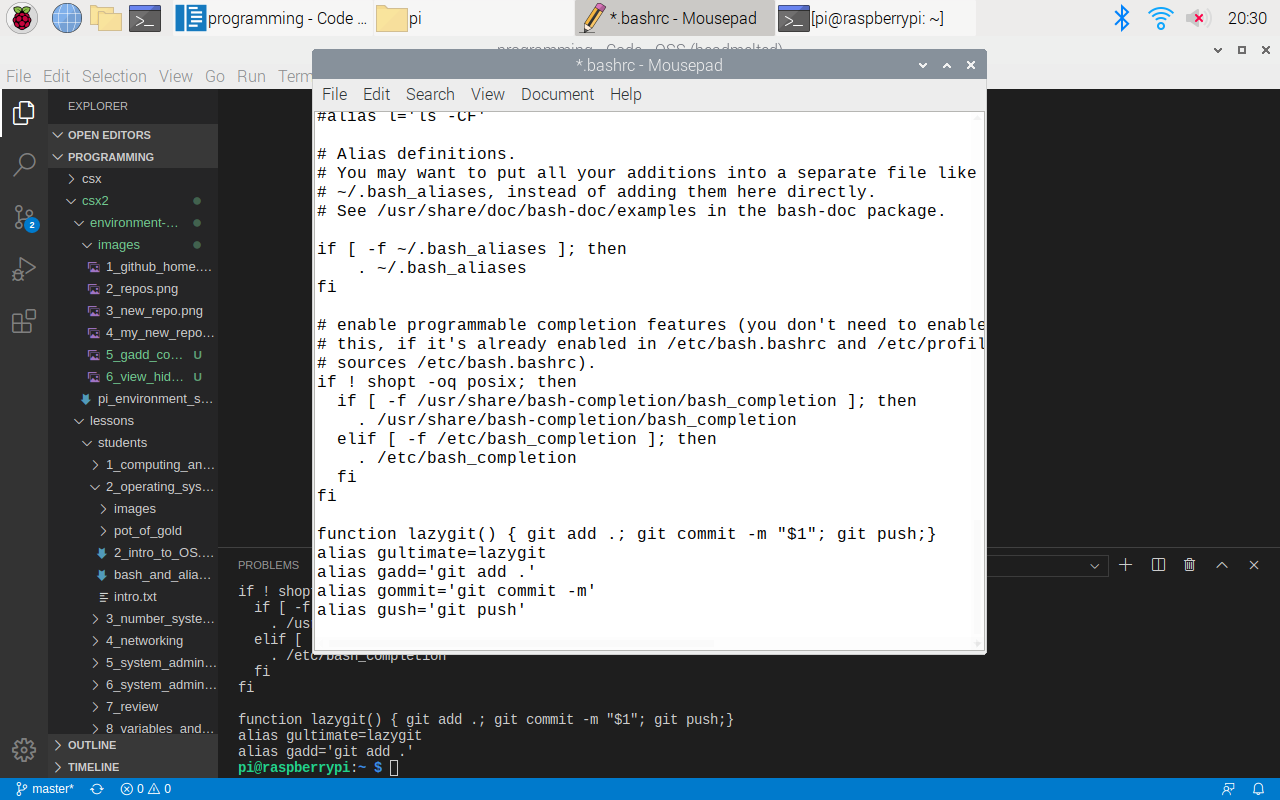 programming - Code ...
pi
*.bashrc - Mousepad
[pi@raspberrypi: ~]
20:30
*.bashrc - Mousepad
File Edit Selection View Go Run
File Edit Search View Document Help
EXPLORER
OPEN EDITORS
PROGRAMMING
csx
csx2
environment-...
images
1_github_home....
2_repos.png
3_new_repo.png
4_my_new_repo...
5_gadd_co... U
6_view_hid... U
pi_environment_s...
lessons
students
1_computing_an...
2_operating_sys...
images
pot_of_gold
2_intro_to_OS....
bash_and_alia...
intro.txt
3_number_syste...
4_networking
5_system_admin...
6_system_admin...
7_review
8_variables_and...
OUTLINE
TIMELINE
2
#alias l='ls -CF'
# Alias definitions.
# You may want to put all your additions into a separate file like
# ~/.bash_aliases, instead of adding them here directly.
# See /usr/share/doc/bash-doc/examples in the bash-doc package.
if [ -f ~/.bash_aliases ]; then
    . ~/.bash_aliases
fi
# enable programmable completion features (you don't need to enable
# this, if it's already enabled in /etc/bash.bashrc and /etc/profil
# sources /etc/bash.bashrc).
if ! shopt -oq posix; then
  if [ -f /usr/share/bash-completion/bash_completion ]; then
    . /usr/share/bash-completion/bash_completion
  elif [ -f /etc/bash_completion ]; then
    . /etc/bash_completion
  fi
fi
function lazygit() { git add .; git commit -m "$1"; git push;}
alias gultimate=lazygit
alias gadd='git add .'
alias gommit='git commit -m'
alias gush='git push'
PROBLEMS
if ! shop
  if [ -f
    . /us
  elif [
    . /etc/bash_completion
  fi
fi
function lazygit() { git add .; git commit -m "$1"; git push;}
alias gultimate=lazygit
alias gadd='git add .'
pi@raspberrypi:~ $
master* 0 0